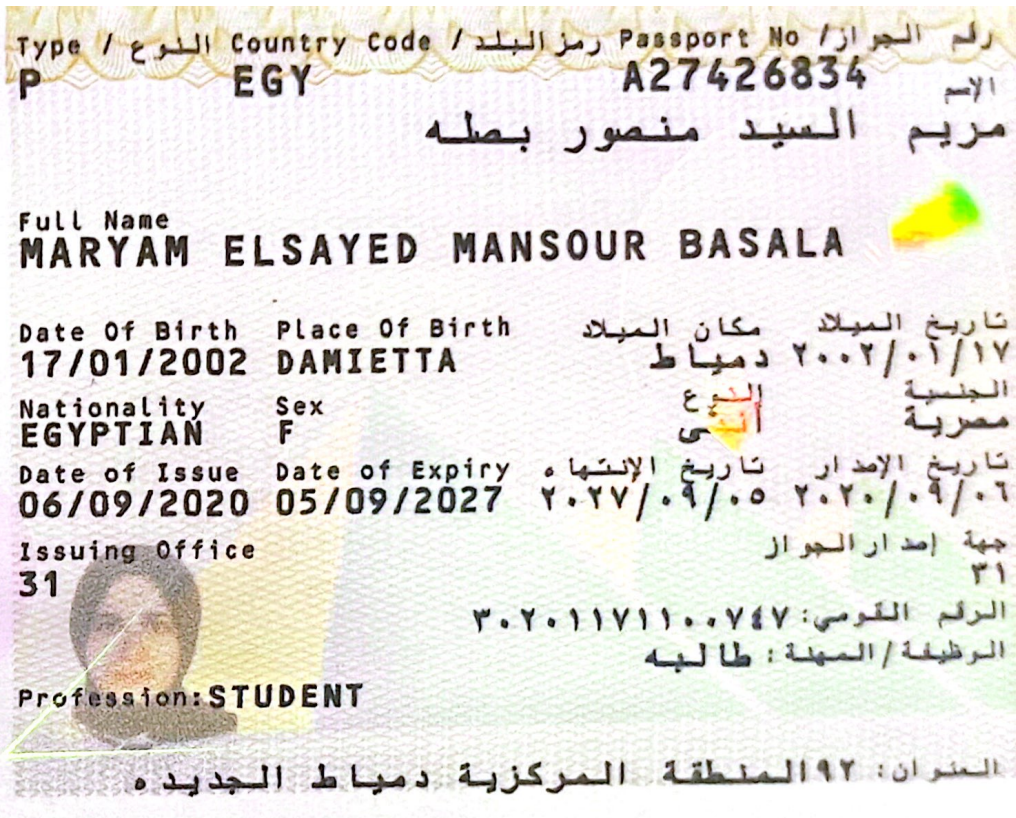 Type / النوع Country Code / رمز البلد Passport No / رقم الجواز
P EGY A27426834
الاسم
مريم السيد منصور بصله
Full Name
MARYAM ELSAYED MANSOUR BASALA
Date Of Birth Place Of Birth مكان الميلاد تاريخ الميلاد
17/01/2002 DAMIETTA دمياط ٢٠٠٢/٠١/١٧
Nationality Sex النوع الجنسية
EGYPTIAN F أنثى مصرية
Date of Issue Date of Expiry تاريخ الإنتهاء تاريخ الإصدار
06/09/2020 05/09/2027 ٢٠٢٧/٠٩/٠٥ ٢٠٢٠/٠٩/٠٦
Issuing Office جهة إصدار الجواز
31 ٣١
الرقم القومي: ٣٠٢٠١١٧١١٠٠٧٤٧
الوظيفة/المهنة: طالبه
Profession: STUDENT
العنوان: ٩٢المنطقة المركزية دمياط الجديده